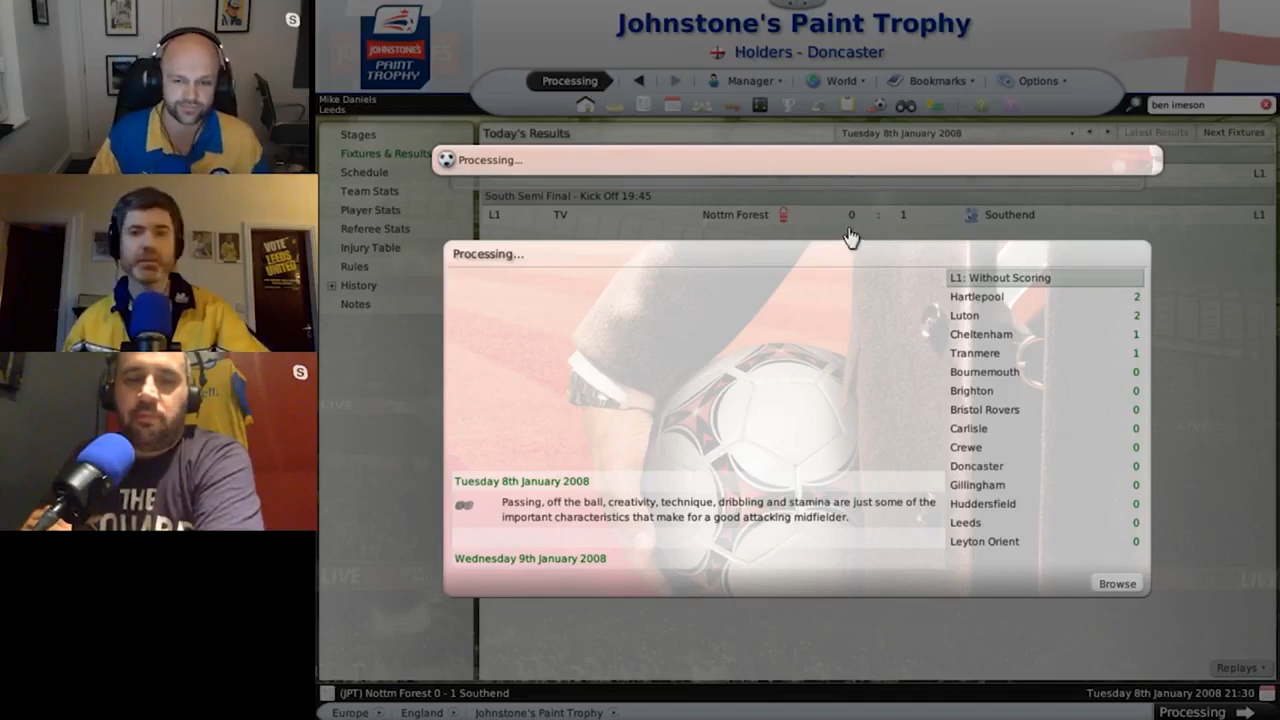 Johnstone's Paint Trophy
Holders - Doncaster
JOHNSTONE'S
PAINT
TROPHY
Processing
Manager
World
Bookmarks
Options
Mike Daniels
Leeds
ben imeson
Stages
Fixtures & Results
Schedule
Team Stats
Player Stats
Referee Stats
Injury Table
Rules
History
Notes
Today's Results
Tuesday 8th January 2008
Latest Results
Next Fixtures
Processing...
L1
South Semi Final - Kick Off 19:45
L1 TV Nottm Forest 0 : 1 Southend L1
Processing...
L1: Without Scoring
Hartlepool 2
Luton 2
Cheltenham 1
Tranmere 1
Bournemouth 0
Brighton 0
Bristol Rovers 0
Carlisle 0
Crewe 0
Doncaster 0
Gillingham 0
Huddersfield 0
Leeds 0
Leyton Orient 0
Tuesday 8th January 2008
Passing, off the ball, creativity, technique, dribbling and stamina are just some of the
important characteristics that make for a good attacking midfielder.
Wednesday 9th January 2008
Browse
Replays
(JPT) Nottm Forest 0 - 1 Southend
Tuesday 8th January 2008 21:30
Europe
England
Johnstone's Paint Trophy
Processing
VOTE
LEEDS
UNITED
THE
LIVE
LIVE